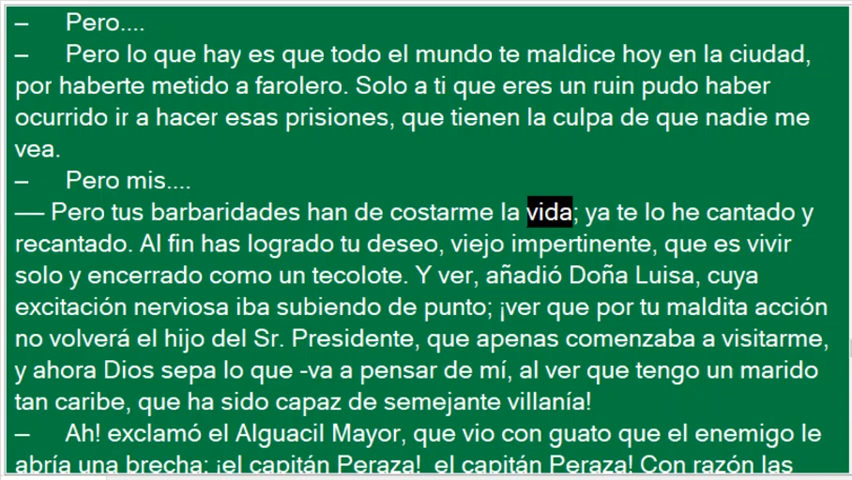 – Pero....
– Pero lo que hay es que todo el mundo te maldice hoy en la ciudad,
por haberte metido a farolero. Solo a ti que eres un ruin pudo haber
ocurrido ir a hacer esas prisiones, que tienen la culpa de que nadie me
vea.
– Pero mis....
–– Pero tus barbaridades han de costarme la vida; ya te lo he cantado y
recantado. Al fin has logrado tu deseo, viejo impertinente, que es vivir
solo y encerrado como un tecolote. Y ver, añadió Doña Luisa, cuya
excitación nerviosa iba subiendo de punto; ¡ver que por tu maldita acción
no volverá el hijo del Sr. Presidente, que apenas comenzaba a visitarme,
y ahora Dios sepa lo que -va a pensar de mí, al ver que tengo un marido
tan caribe, que ha sido capaz de semejante villanía!
– Ah! exclamó el Alguacil Mayor, que vio con guato que el enemigo le
abría una brecha; ¡el capitán Peraza! el capitán Peraza! Con razón las